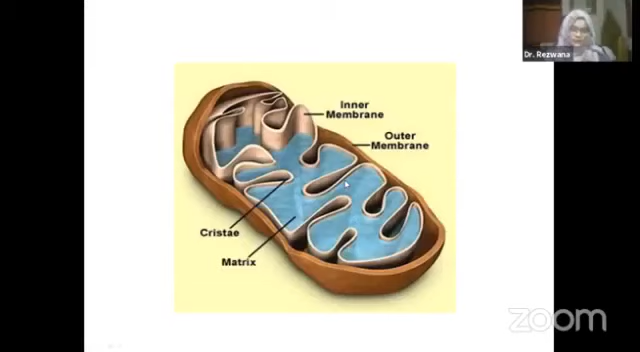 Dr. Rezwana
Inner
Membrane
Outer
Membrane
Cristae
Matrix
zoom